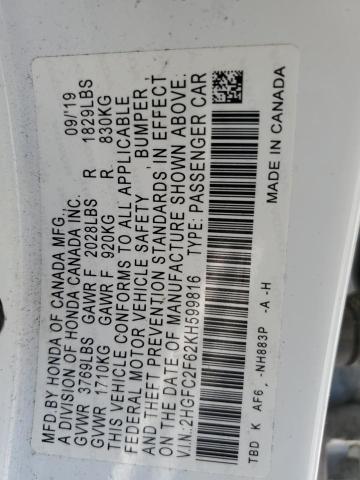 MFD.BY HONDA OF CANADA MFG., 09/'19
A DIVISION OF HONDA CANADA INC.
GVWR 3769LBS GAWR F 2028LBS R 1829LBS
GVWR 1710KG GAWR F 920KG R. 830KG
THIS VEHICLE CONFORMS TO ALL APPLICABLE
FEDERAL MOTOR VEHICLE SAFETY, BUMPER,
AND THEFT PREVENTION STANDARDS IN EFFECT
ON THE DATE OF MANUFACTURE SHOWN ABOVE.
V.I.N.:2HGFC2F62KH599816 TYPE: PASSENGER CAR
MADE IN CANADA
TBD K AF6, -NH883P -A-H